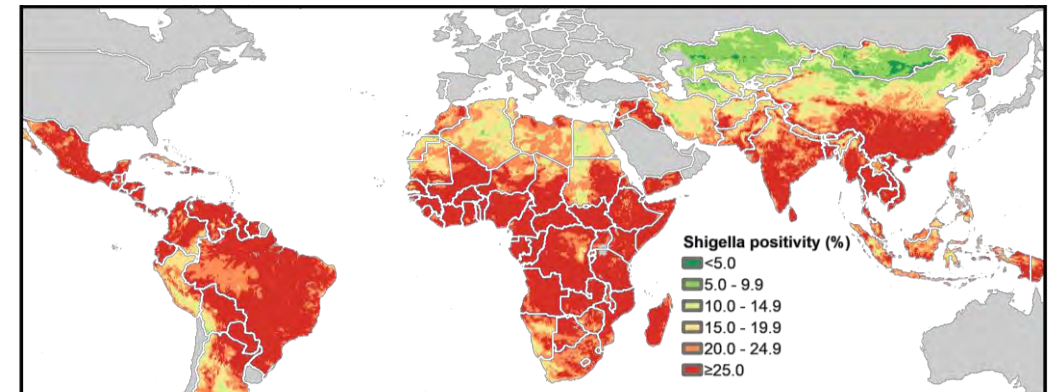 Shigella positivity (%)
<5.0
5.0 - 9.9
10.0 - 14.9
15.0 - 19.9
20.0 - 24.9
≥25.0